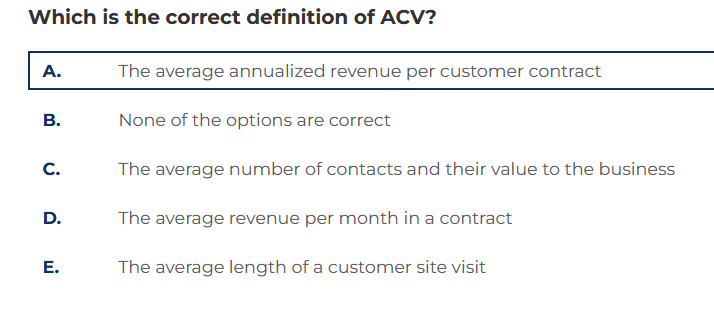 Which is the correct definition of ACV?
A. The average annualized revenue per customer contract
B. None of the options are correct
C. The average number of contacts and their value to the business
D. The average revenue per month in a contract
E. The average length of a customer site visit